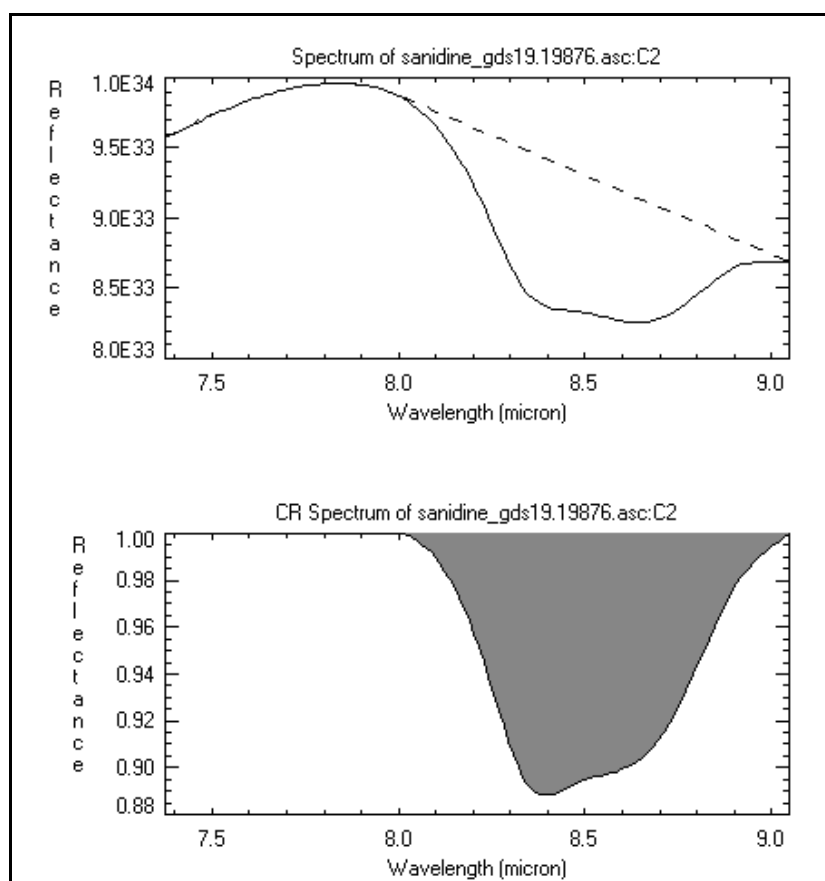 Spectrum of sanidine_gds19.19876.asc:C2
Reflectance
1.0E34
9.5E33
9.0E33
8.5E33
8.0E33
7.5 8.0 8.5 9.0
Wavelength (micron)
CR Spectrum of sanidine_gds19.19876.asc:C2
Reflectance
1.00
0.98
0.96
0.94
0.92
0.90
0.88
7.5 8.0 8.5 9.0
Wavelength (micron)